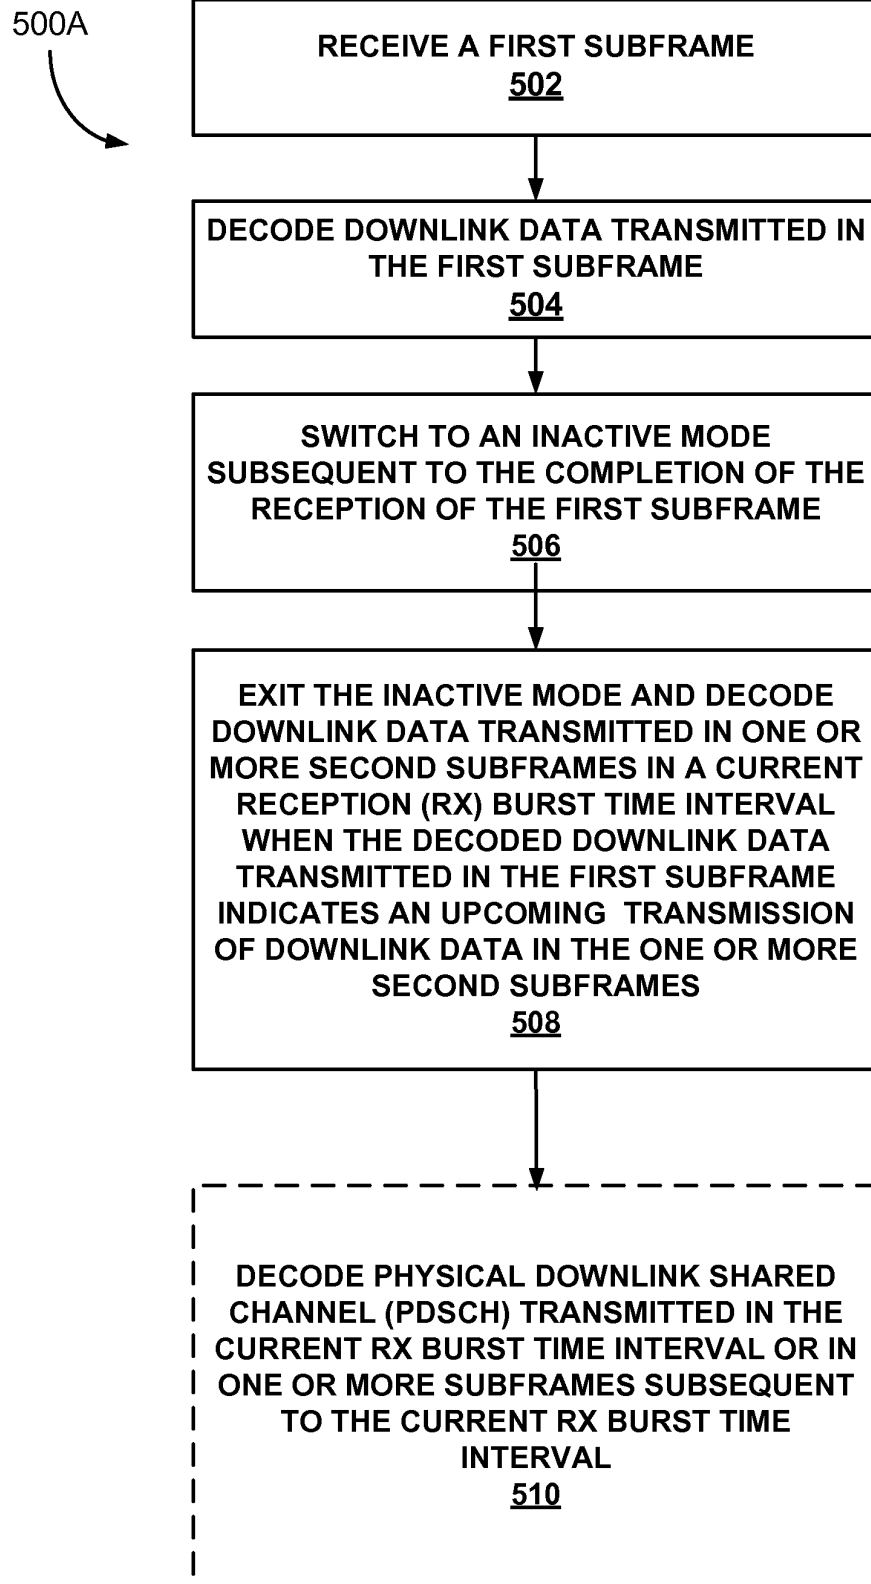 500A
RECEIVE A FIRST SUBFRAME
502
DECODE DOWNLINK DATA TRANSMITTED IN
THE FIRST SUBFRAME
504
SWITCH TO AN INACTIVE MODE
SUBSEQUENT TO THE COMPLETION OF THE
RECEPTION OF THE FIRST SUBFRAME
506
EXIT THE INACTIVE MODE AND DECODE
DOWNLINK DATA TRANSMITTED IN ONE OR
MORE SECOND SUBFRAMES IN A CURRENT
RECEPTION (RX) BURST TIME INTERVAL
WHEN THE DECODED DOWNLINK DATA
TRANSMITTED IN THE FIRST SUBFRAME
INDICATES AN UPCOMING TRANSMISSION
OF DOWNLINK DATA IN THE ONE OR MORE
SECOND SUBFRAMES
508
DECODE PHYSICAL DOWNLINK SHARED
CHANNEL (PDSCH) TRANSMITTED IN THE
CURRENT RX BURST TIME INTERVAL OR IN
ONE OR MORE SUBFRAMES SUBSEQUENT
TO THE CURRENT RX BURST TIME
INTERVAL
510